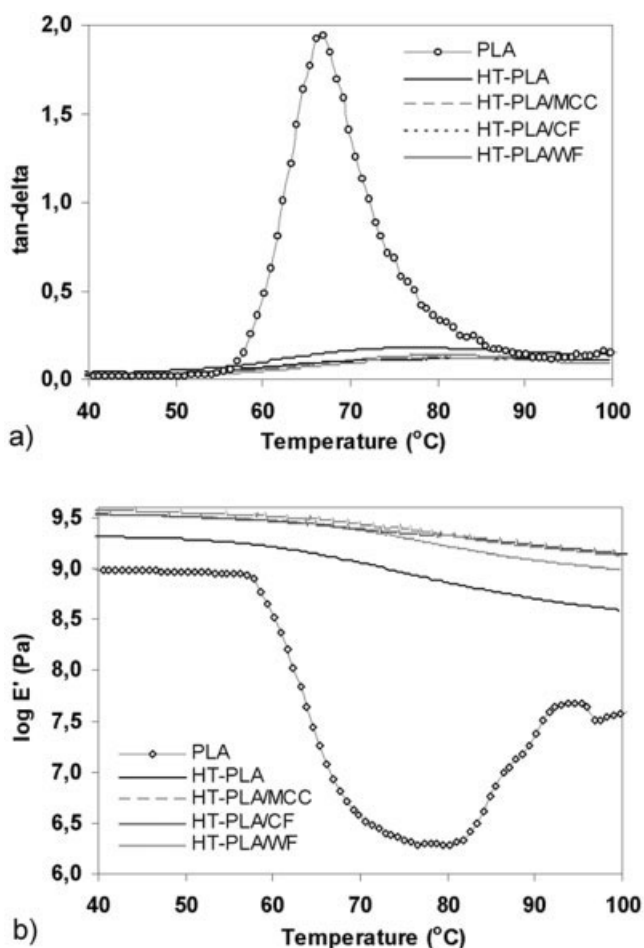 2,0
1,5
1,0
0,5
0,0
tan-delta
PLA
HT-PLA
HT-PLA/MCC
HT-PLA/CF
HT-PLA/WF
40 50 60 70 80 90 100
Temperature (°C)
a)
9,5
9,0
8,5
8,0
7,5
7,0
6,5
6,0
log E' (Pa)
PLA
HT-PLA
HT-PLA/MCC
HT-PLA/CF
HT-PLA/WF
40 50 60 70 80 90 100
Temperature (°C)
b)